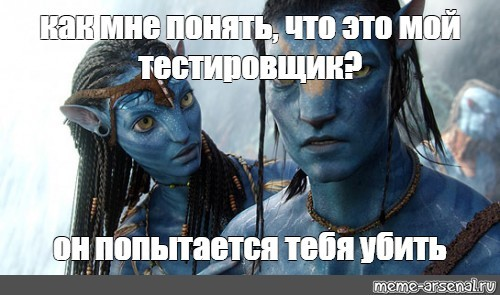 как мне понять, что это мой
тестировщик?
он попытается тебя убить
meme-arsenal.ru